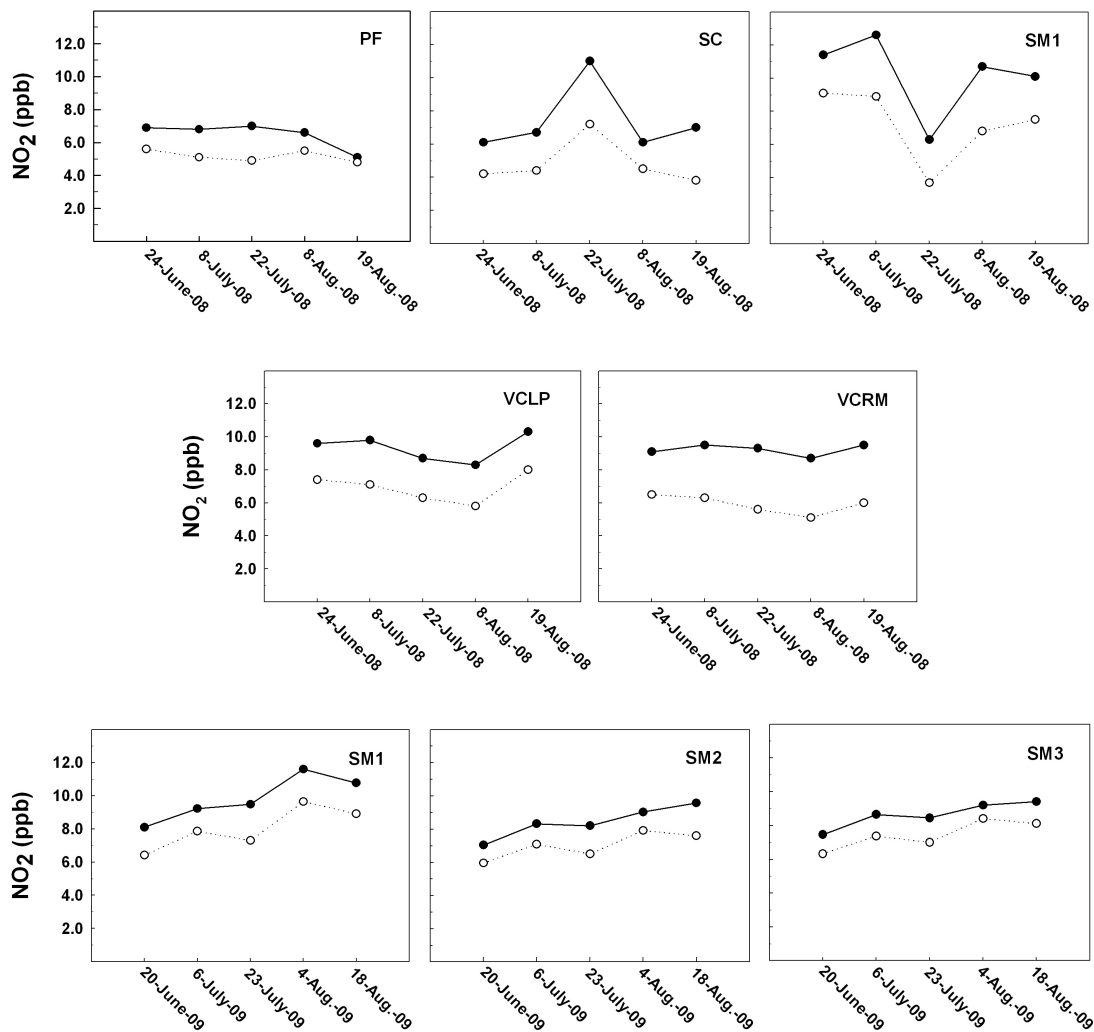 PF
SC
SM1
NO2 (ppb)
12.0
10.0
8.0
6.0
4.0
2.0
24-June-08
8-July-08
22-July-08
8-Aug.-08
19-Aug.-08
24-June-08
8-July-08
22-July-08
8-Aug.-08
19-Aug.-08
24-June-08
8-July-08
22-July-08
8-Aug.-08
19-Aug.-08
VCLP
VCRM
NO2 (ppb)
12.0
10.0
8.0
6.0
4.0
2.0
24-June-08
8-July-08
22-July-08
8-Aug.-08
19-Aug.-08
24-June-08
8-July-08
22-July-08
8-Aug.-08
19-Aug.-08
SM1
SM2
SM3
NO2 (ppb)
12.0
10.0
8.0
6.0
4.0
2.0
20-June-09
6-July-09
23-July-09
4-Aug.-09
18-Aug.-09
20-June-09
6-July-09
23-July-09
4-Aug.-09
18-Aug.-09
20-June-09
6-July-09
23-July-09
4-Aug.-09
18-Aug.-09